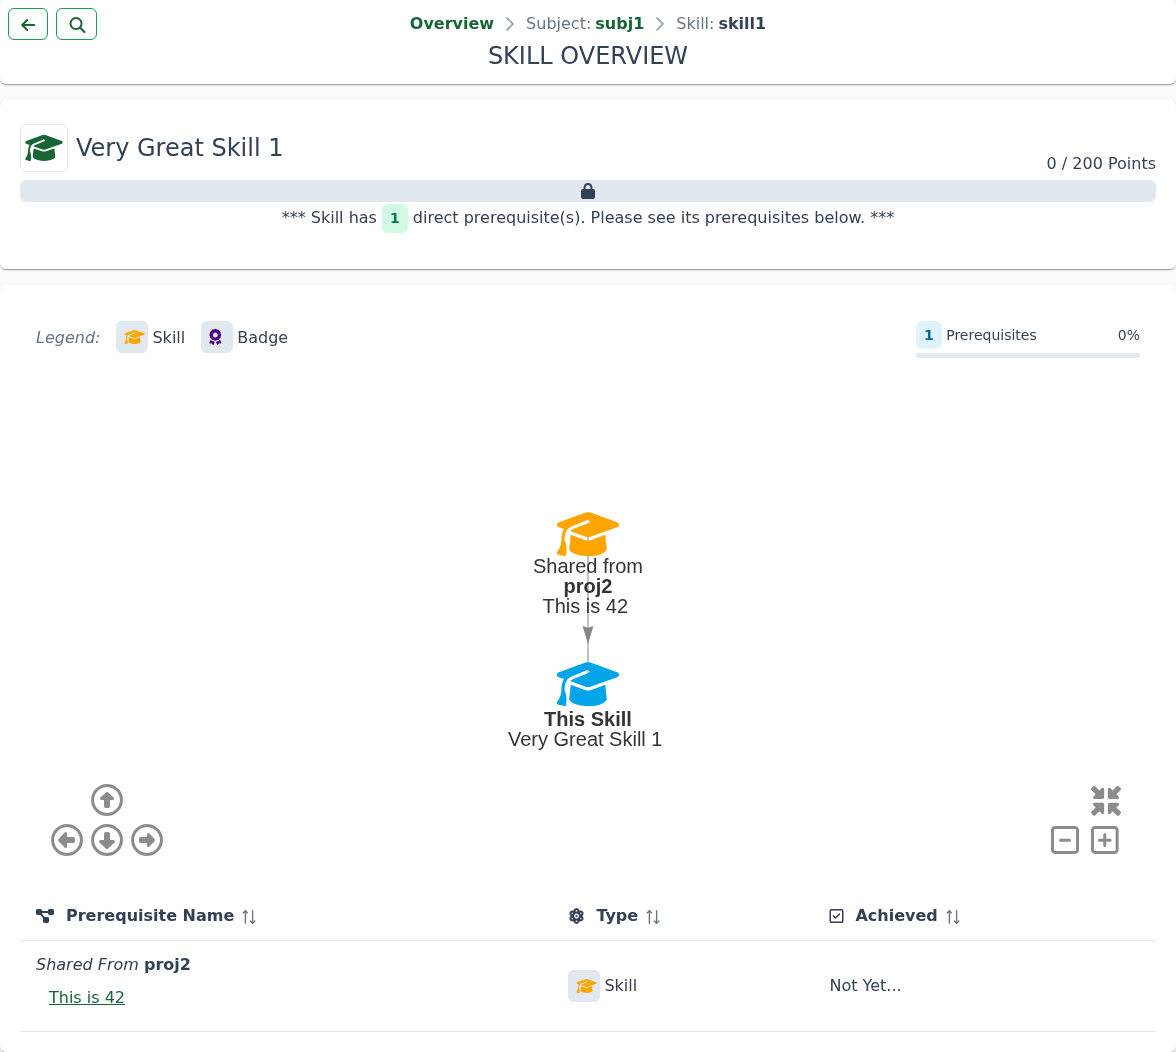 Overview > Subject: subj1 > Skill: skill1
SKILL OVERVIEW
Very Great Skill 1
0 / 200 Points
*** Skill has 1 direct prerequisite(s). Please see its prerequisites below. ***
Legend: Skill Badge
1 Prerequisites 0%
Shared from
proj2
This is 42
This Skill
Very Great Skill 1
Prerequisite Name Type Achieved
Shared From proj2
This is 42
Skill
Not Yet...